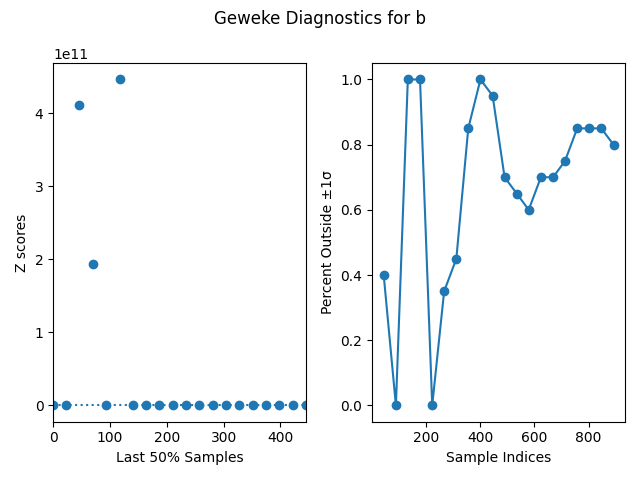 Geweke Diagnostics for b
1e11
4
3
2
1
0
Z scores
0 100 200 300 400
Last 50% Samples
1.0
0.8
0.6
0.4
0.2
0.0
Percent Outside ±1σ
200 400 600 800
Sample Indices